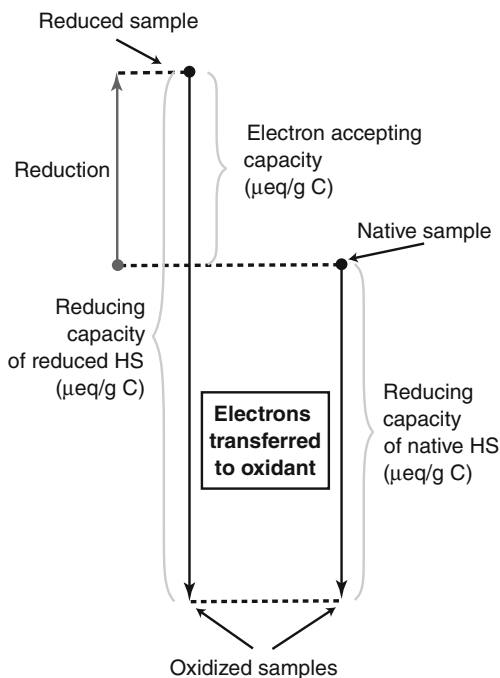 Reduced sample
Electron accepting
capacity
(μeq/g C)
Reduction
Native sample
Reducing
capacity
of reduced HS
(μeq/g C)
Electrons
transferred
to oxidant
Reducing
capacity
of native HS
(μeq/g C)
Oxidized samples